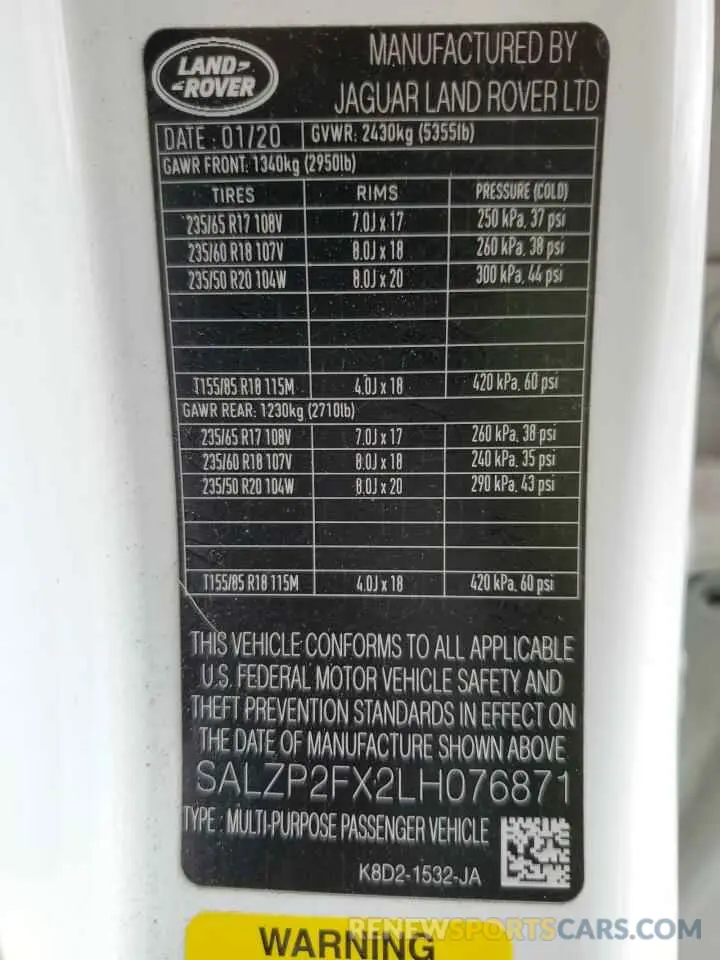 LAND-
-ROVER
MANUFACTURED BY
JAGUAR LAND ROVER LTD
DATE : 01/20 GVWR: 2430kg (5355lb)
GAWR FRONT: 1340kg (2950lb)
TIRES RIMS PRESSURE (COLD)
235/65 R17 108V 7.0J x 17 250 kPa, 37 psi
235/60 R18 107V 8.0J x 18 260 kPa, 38 psi
235/50 R20 104W 8.0J x 20 300 kPa, 44 psi
T155/85 R18 115M 4.0J x 18 420 kPa, 60 psi
GAWR REAR: 1230kg (2710lb)
235/65 R17 108V 7.0J x 17 260 kPa, 38 psi
235/60 R18 107V 8.0J x 18 240 kPa, 35 psi
235/50 R20 104W 8.0J x 20 290 kPa, 43 psi
T155/85 R18 115M 4.0J x 18 420 kPa, 60 psi
THIS VEHICLE CONFORMS TO ALL APPLICABLE
U.S. FEDERAL MOTOR VEHICLE SAFETY AND
THEFT PREVENTION STANDARDS IN EFFECT ON
THE DATE OF MANUFACTURE SHOWN ABOVE
SALZP2FX2LH076871
TYPE : MULTI-PURPOSE PASSENGER VEHICLE
K8D2-1532-JA
WARNING
RENEWSPORTSCARS.COM